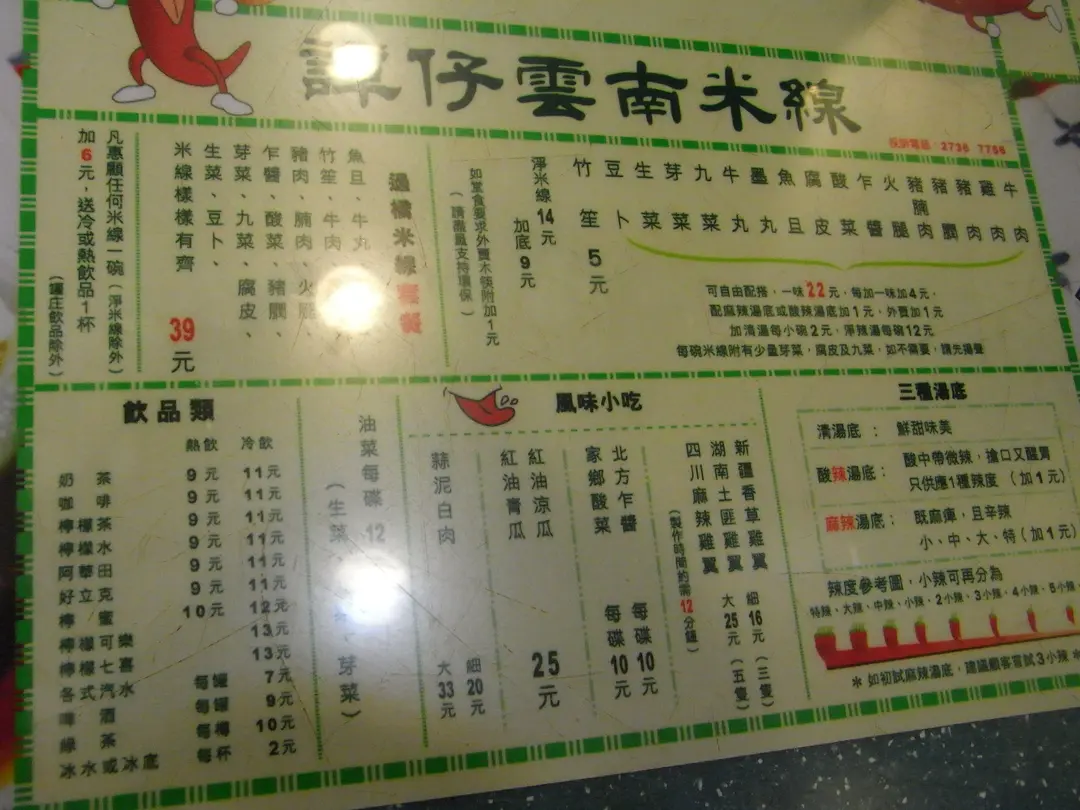 譚仔雲南米線
2736 7756
凡惠顧任何米線一碗（淨米線除外）
加6元，送冷或熱飲品1杯
（罐庄飲品除外）
過橋米線套餐
魚旦、牛丸
竹笙、牛肉
豬肉、腩肉、火腿
乍醬、酸菜、豬膶、
芽菜、九菜、腐皮、
生菜、豆卜、
米線樣樣有齊
39元
牛肉
雞肉
豬肉
豬膶
豬腩肉
火腿
乍醬
酸菜
腐皮
魚旦
墨丸
牛丸
九菜
芽菜
生菜
豆卜
竹笙 5元
淨米線14元
加底9元
如堂食要求外賣木筷附加1元
（請盡量支持環保）
可自由配搭，一味22元，每加一味加4元，
配麻辣湯底或酸辣湯底加1元，外賣加1元
加清湯每小碗2元，淨辣湯每碗12元
每碗米線附有少量芽菜，腐皮及九菜，如不需要，請先揚聲
飲品類
熱飲 冷飲
奶茶 9元 11元
咖啡 9元 11元
檸檬茶 9元 11元
檸檬水 9元 11元
阿華田 9元 11元
好立克 9元 11元
檸蜜 10元 12元
檸檬可樂 13元
檸檬七喜 13元
各式汽水 每罐 7元
啤酒 每罐 9元
綠茶 每樽 10元
冰水或冰底 每杯 2元
油菜每碟12
（生菜、芽菜）
風味小吃
新疆香草雞翼
湖南土匪雞翼
四川麻辣雞翼
（製作時間約需12分鐘）
細16元（三隻）
大25元（五隻）
北方乍醬 每碟10元
家鄉酸菜 每碟10元
紅油涼瓜
紅油青瓜
25元
蒜泥白肉
細20元
大33元
三種湯底
清湯底： 鮮甜味美
酸辣湯底： 酸中帶微辣，搶口又醒胃
只供應1種辣度（加1元）
麻辣湯底： 既麻痺，且辛辣
小、中、大、特（加1元）
辣度參考圖，小辣可再分為
特辣、大辣、中辣、小辣、2小辣、3小辣、4小辣、5小辣
＊如初試麻辣湯底，建議顧客嘗試3小辣＊